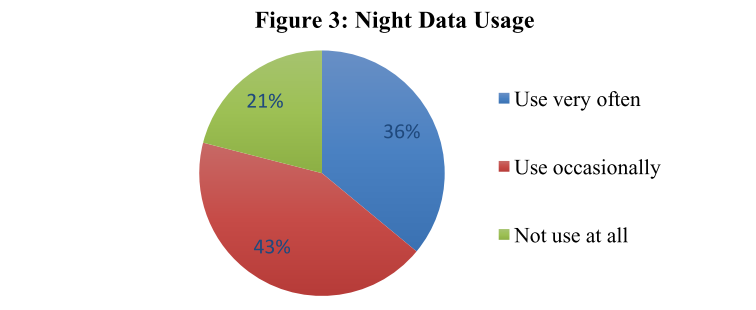 Figure 3: Night Data Usage
21%
36%
43%
Use very often
Use occasionally
Not use at all